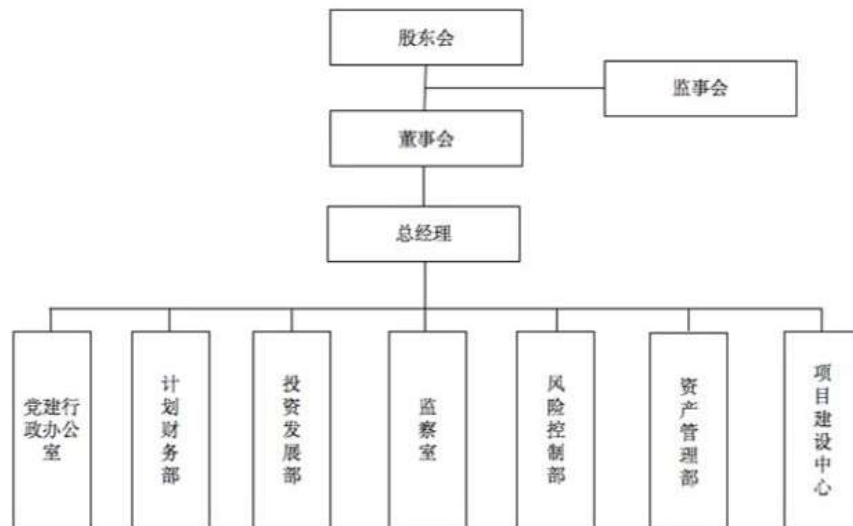 股东会
监事会
董事会
总经理
党建行
政办公
室
计划财务部
投资发展部
监察室
风险控制部
资产管理部
项目建设中心